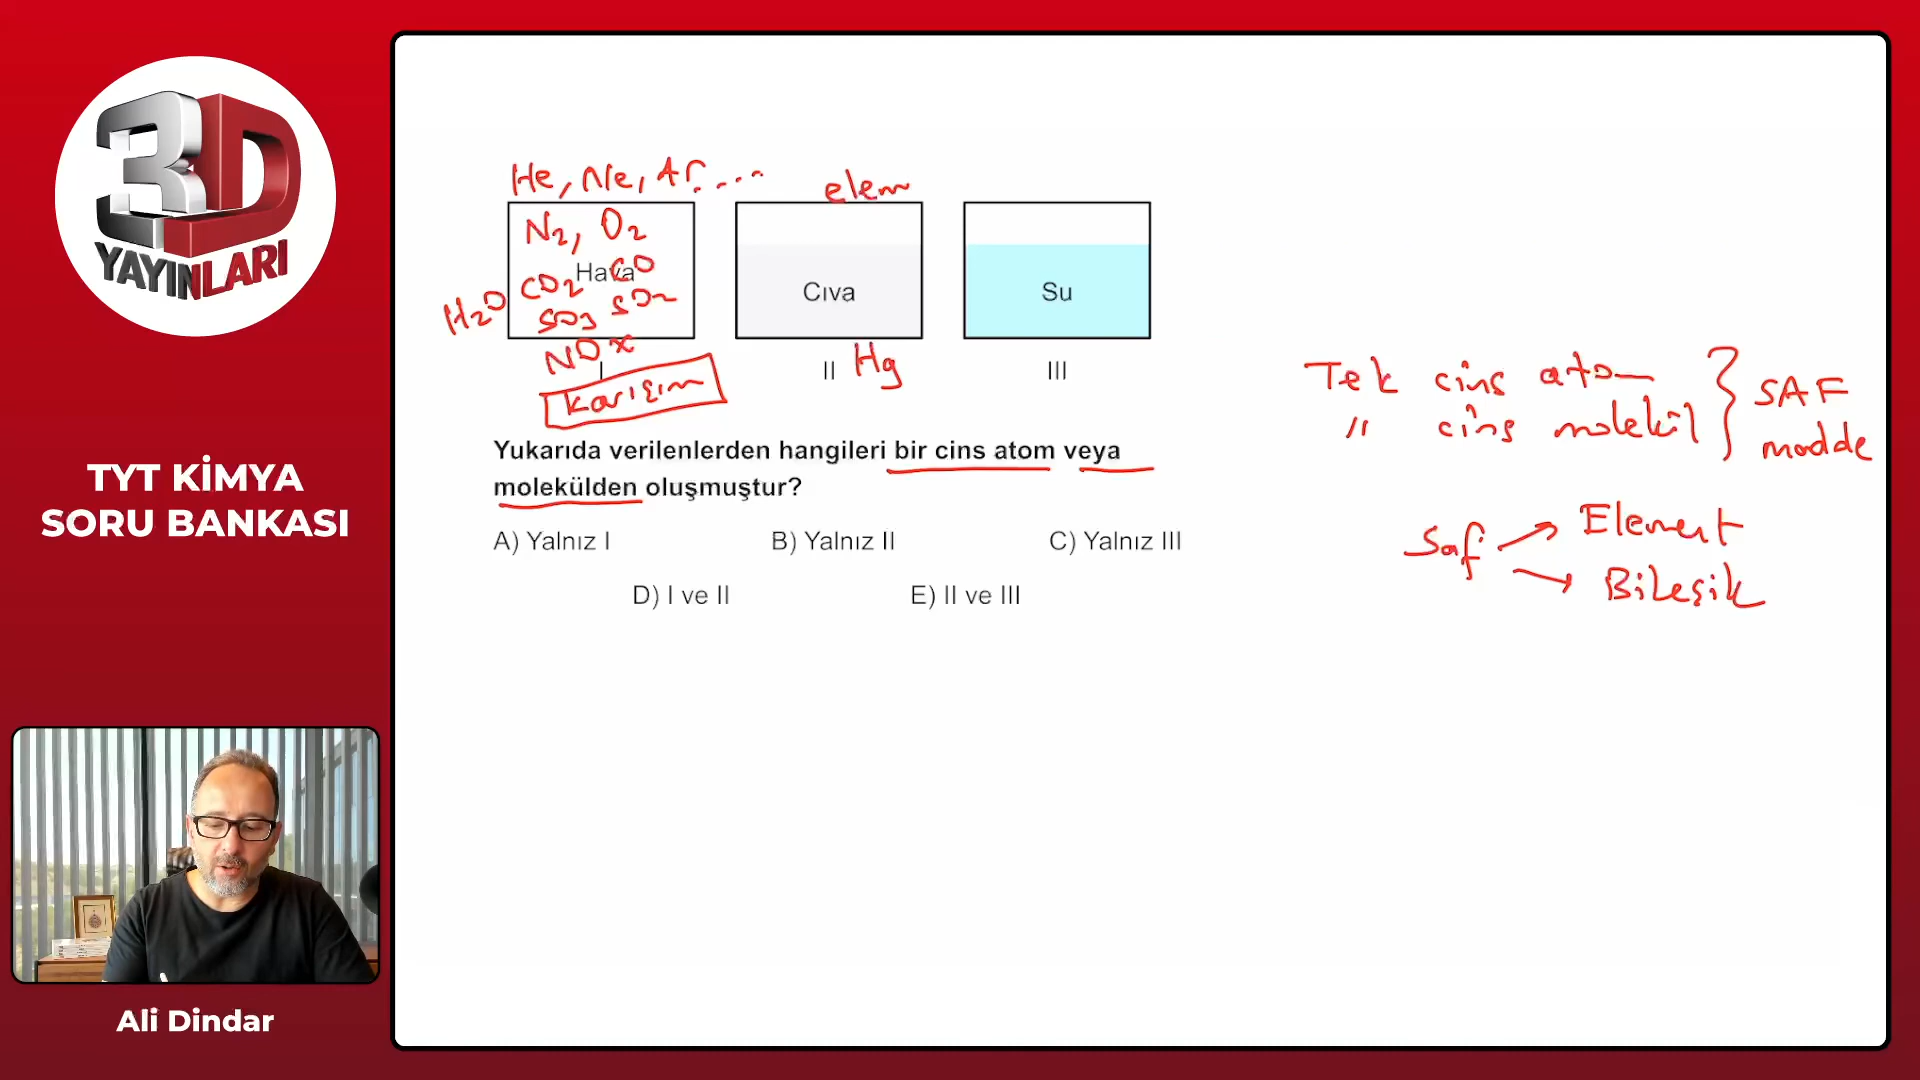 3D
YAYINLARI
TYT KİMYA
SORU BANKASI
Ali Dindar
He, Ne, Ar....
N2, O2
Hava
CO2 CO
H2O
SO3 SO2
NOx
I
karışım
elem
Cıva
II Hg
Su
III
Yukarıda verilenlerden hangileri bir cins atom veya
molekülden oluşmuştur?
A) Yalnız I B) Yalnız II C) Yalnız III
D) I ve II E) II ve III
Tek cins atom
" cins molekül
SAF
madde
Saf
Element
Bileşik